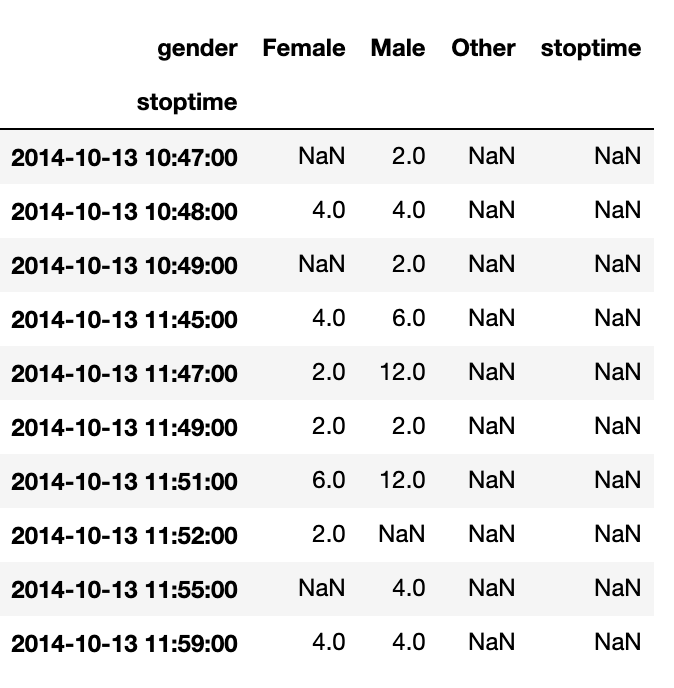 gender Female Male Other stoptime
stoptime
2014-10-13 10:47:00 NaN 2.0 NaN NaN
2014-10-13 10:48:00 4.0 4.0 NaN NaN
2014-10-13 10:49:00 NaN 2.0 NaN NaN
2014-10-13 11:45:00 4.0 6.0 NaN NaN
2014-10-13 11:47:00 2.0 12.0 NaN NaN
2014-10-13 11:49:00 2.0 2.0 NaN NaN
2014-10-13 11:51:00 6.0 12.0 NaN NaN
2014-10-13 11:52:00 2.0 NaN NaN NaN
2014-10-13 11:55:00 NaN 4.0 NaN NaN
2014-10-13 11:59:00 4.0 4.0 NaN NaN